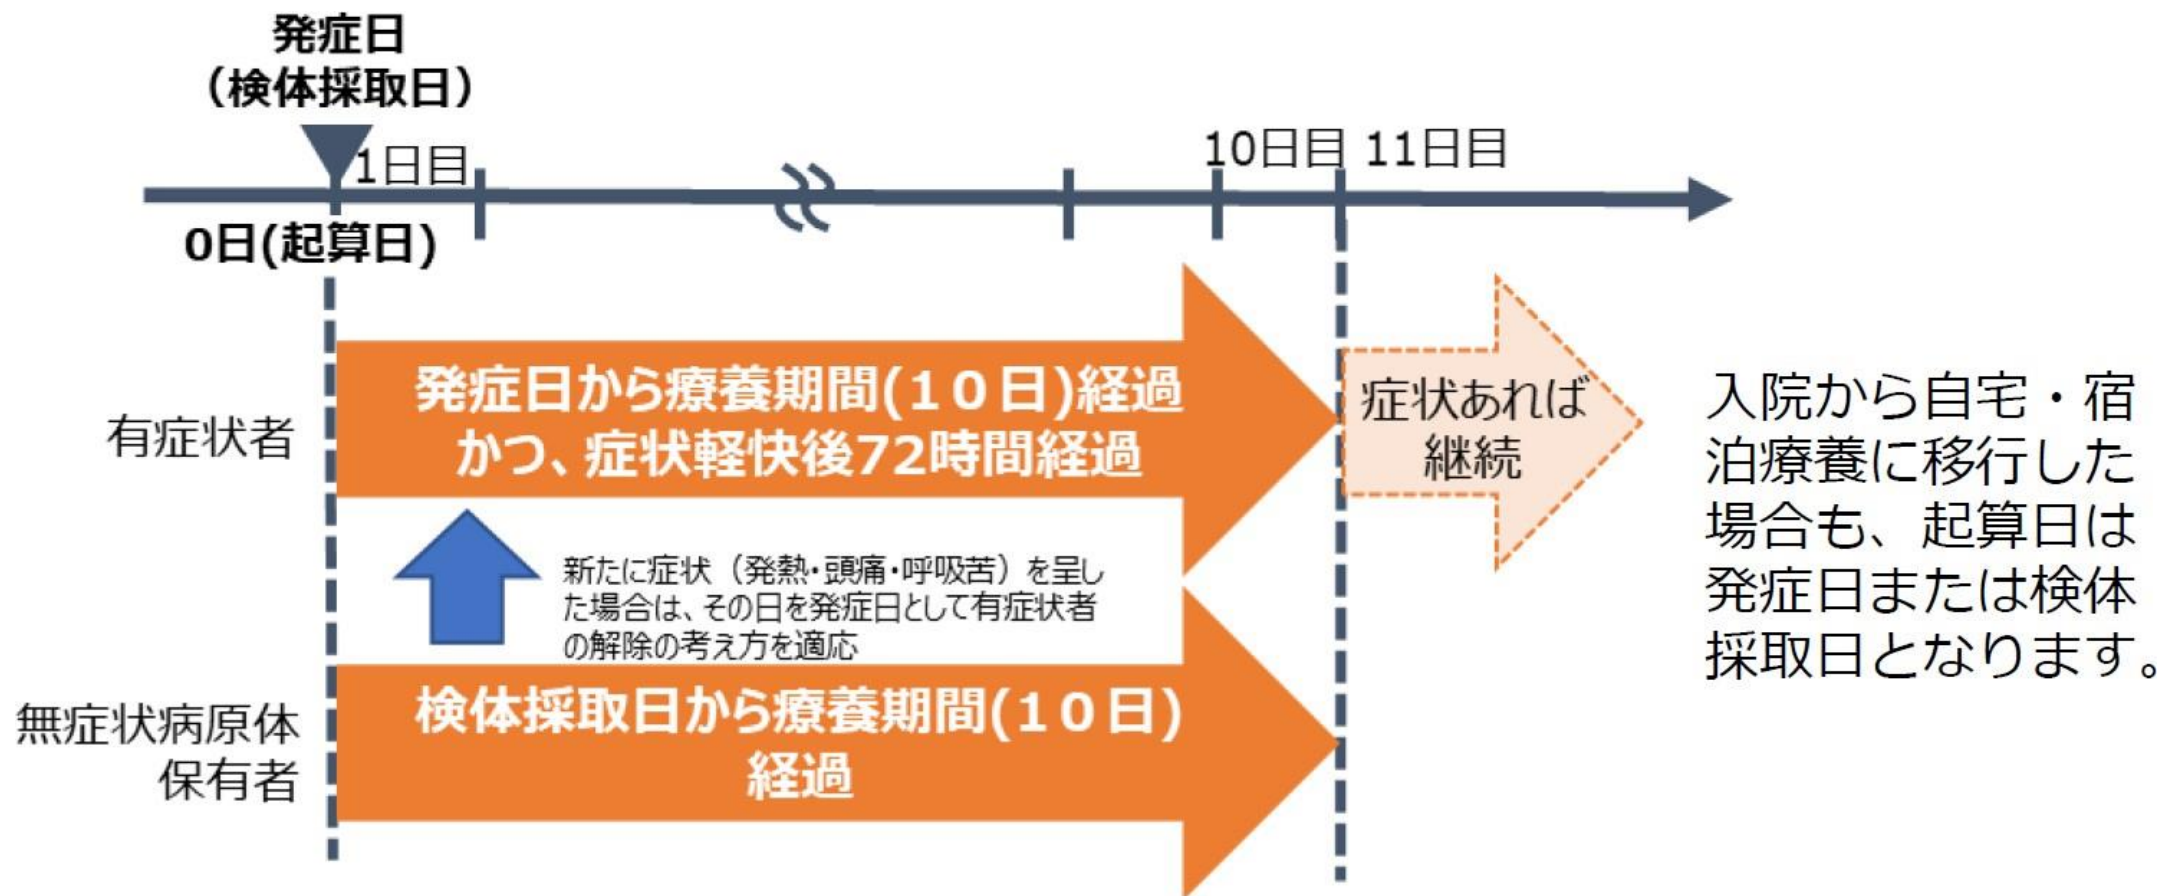 発症日
（検体採取日）
1日目
10日目 11日目
0日(起算日)
有症状者
発症日から療養期間(１０日)経過
かつ、症状軽快後72時間経過
症状あれば
継続
入院から自宅・宿
泊療養に移行した
場合も、起算日は
発症日または検体
採取日となります。
新たに症状（発熱・頭痛・呼吸苦）を呈し
た場合は、その日を発症日として有症状者
の解除の考え方を適応
無症状病原体
保有者
検体採取日から療養期間(１０日)
経過